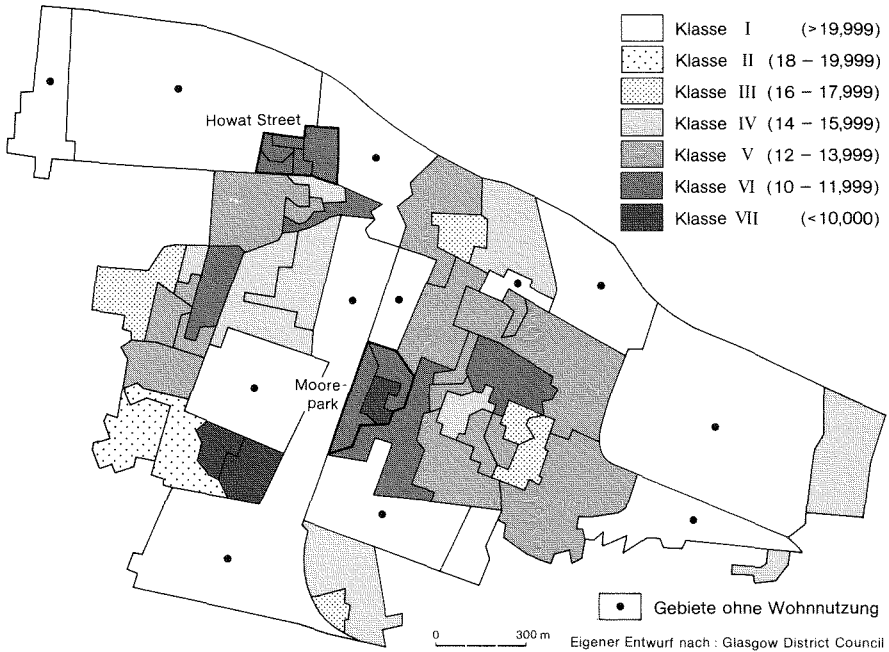 Klasse I (>19,999)
Klasse II (18 – 19,999)
Klasse III (16 – 17,999)
Klasse IV (14 – 15,999)
Klasse V (12 – 13,999)
Klasse VI (10 – 11,999)
Klasse VII (<10,000)
Howat Street
Moore-
park
Gebiete ohne Wohnnutzung
0 300 m
Eigener Entwurf nach : Glasgow District Council